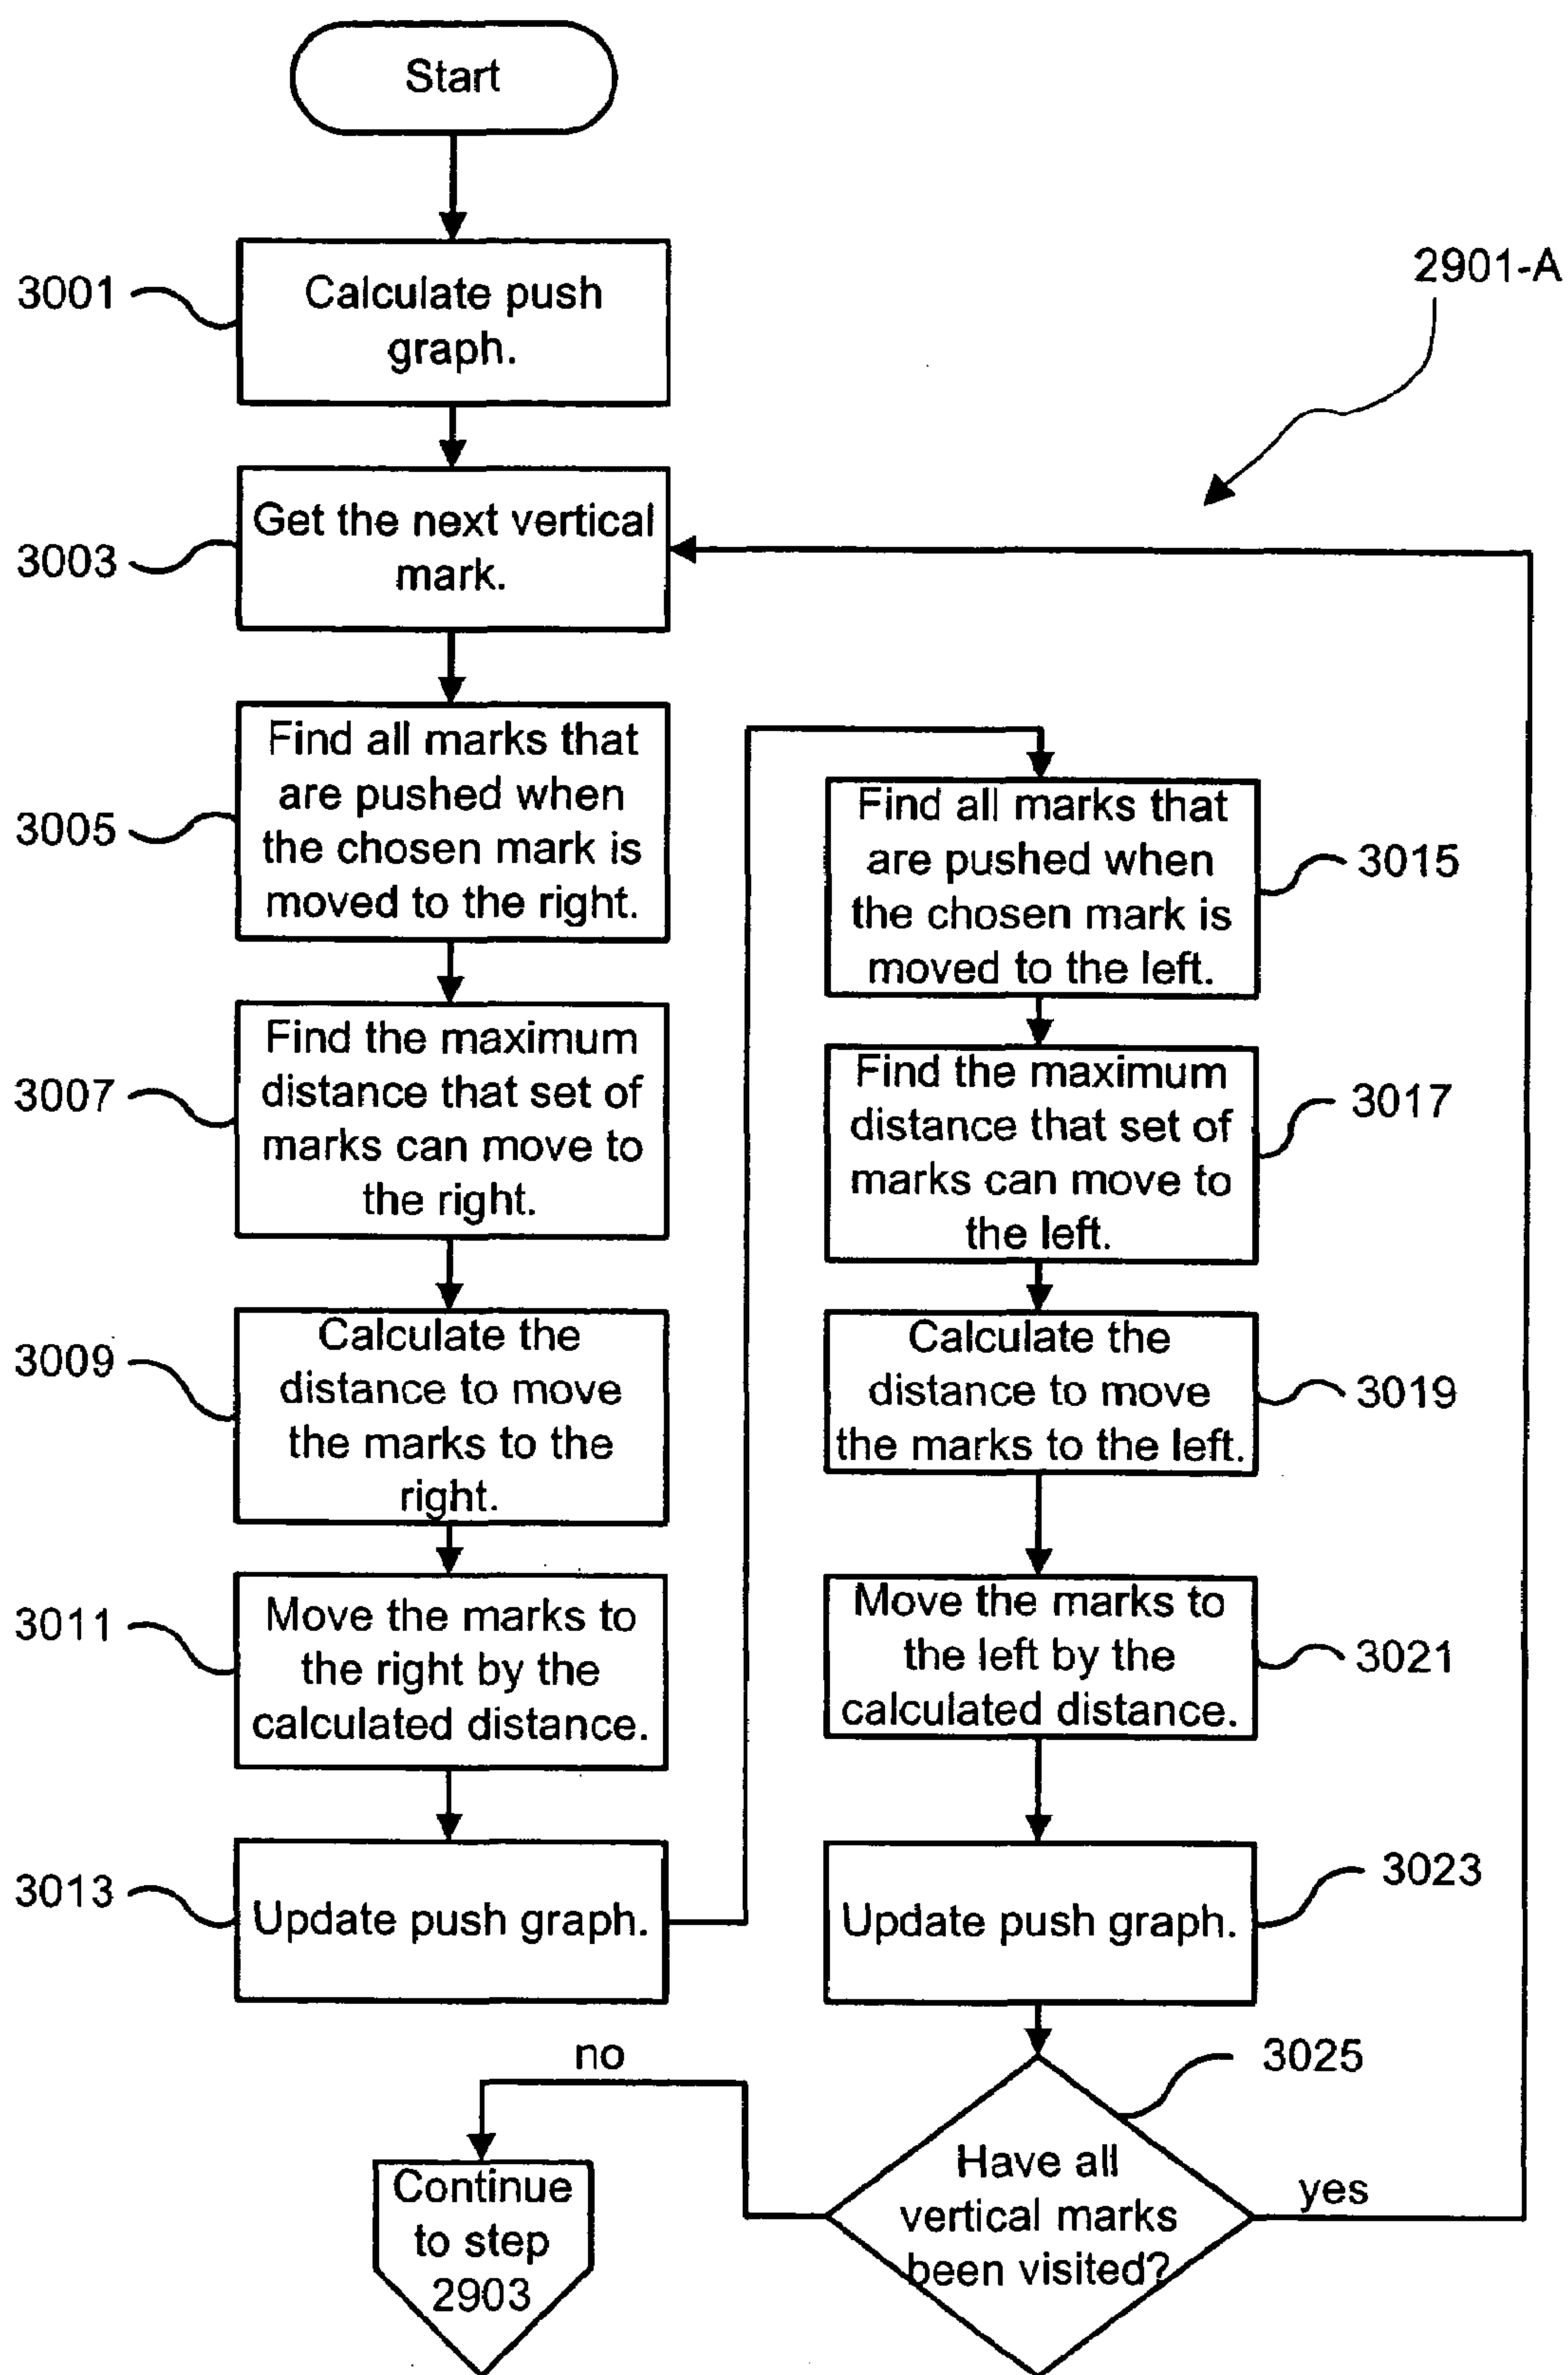 Start
2901-A
3001
Calculate push
graph.
3003
Get the next vertical
mark.
3005
Find all marks that
are pushed when
the chosen mark is
moved to the right.
3007
Find the maximum
distance that set of
marks can move to
the right.
3009
Calculate the
distance to move
the marks to the
right.
3011
Move the marks to
the right by the
calculated distance.
3013
Update push graph.
Find all marks that
are pushed when
the chosen mark is
moved to the left.
3015
Find the maximum
distance that set of
marks can move to
the left.
3017
Calculate the
distance to move
the marks to the left.
3019
Move the marks to
the left by the
calculated distance.
3021
Update push graph.
3023
3025
Have all
vertical marks
been visited?
yes
no
Continue
to step
2903